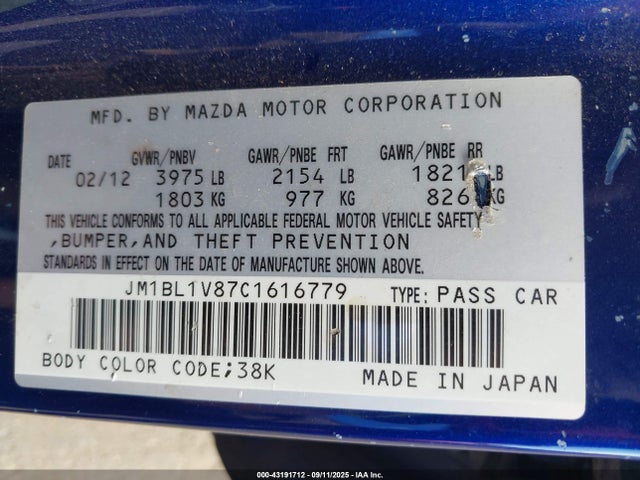 MFD. BY MAZDA MOTOR CORPORATION
DATE GVWR/PNBV GAWR/PNBE FRT GAWR/PNBE RR
02/12 3975 LB 2154 LB 1821 LB
1803 KG 977 KG 826 KG
THIS VEHICLE CONFORMS TO ALL APPLICABLE FEDERAL MOTOR VEHICLE SAFETY
,BUMPER,AND THEFT PREVENTION
STANDARDS IN EFFECT ON THE DATE OF MANUFACTURE SHOWN ABOVE.
JM1BL1V87C1616779 TYPE: PASS CAR
BODY COLOR CODE;38K MADE IN JAPAN
000-43191712 - 09/11/2025 - IAA Inc.